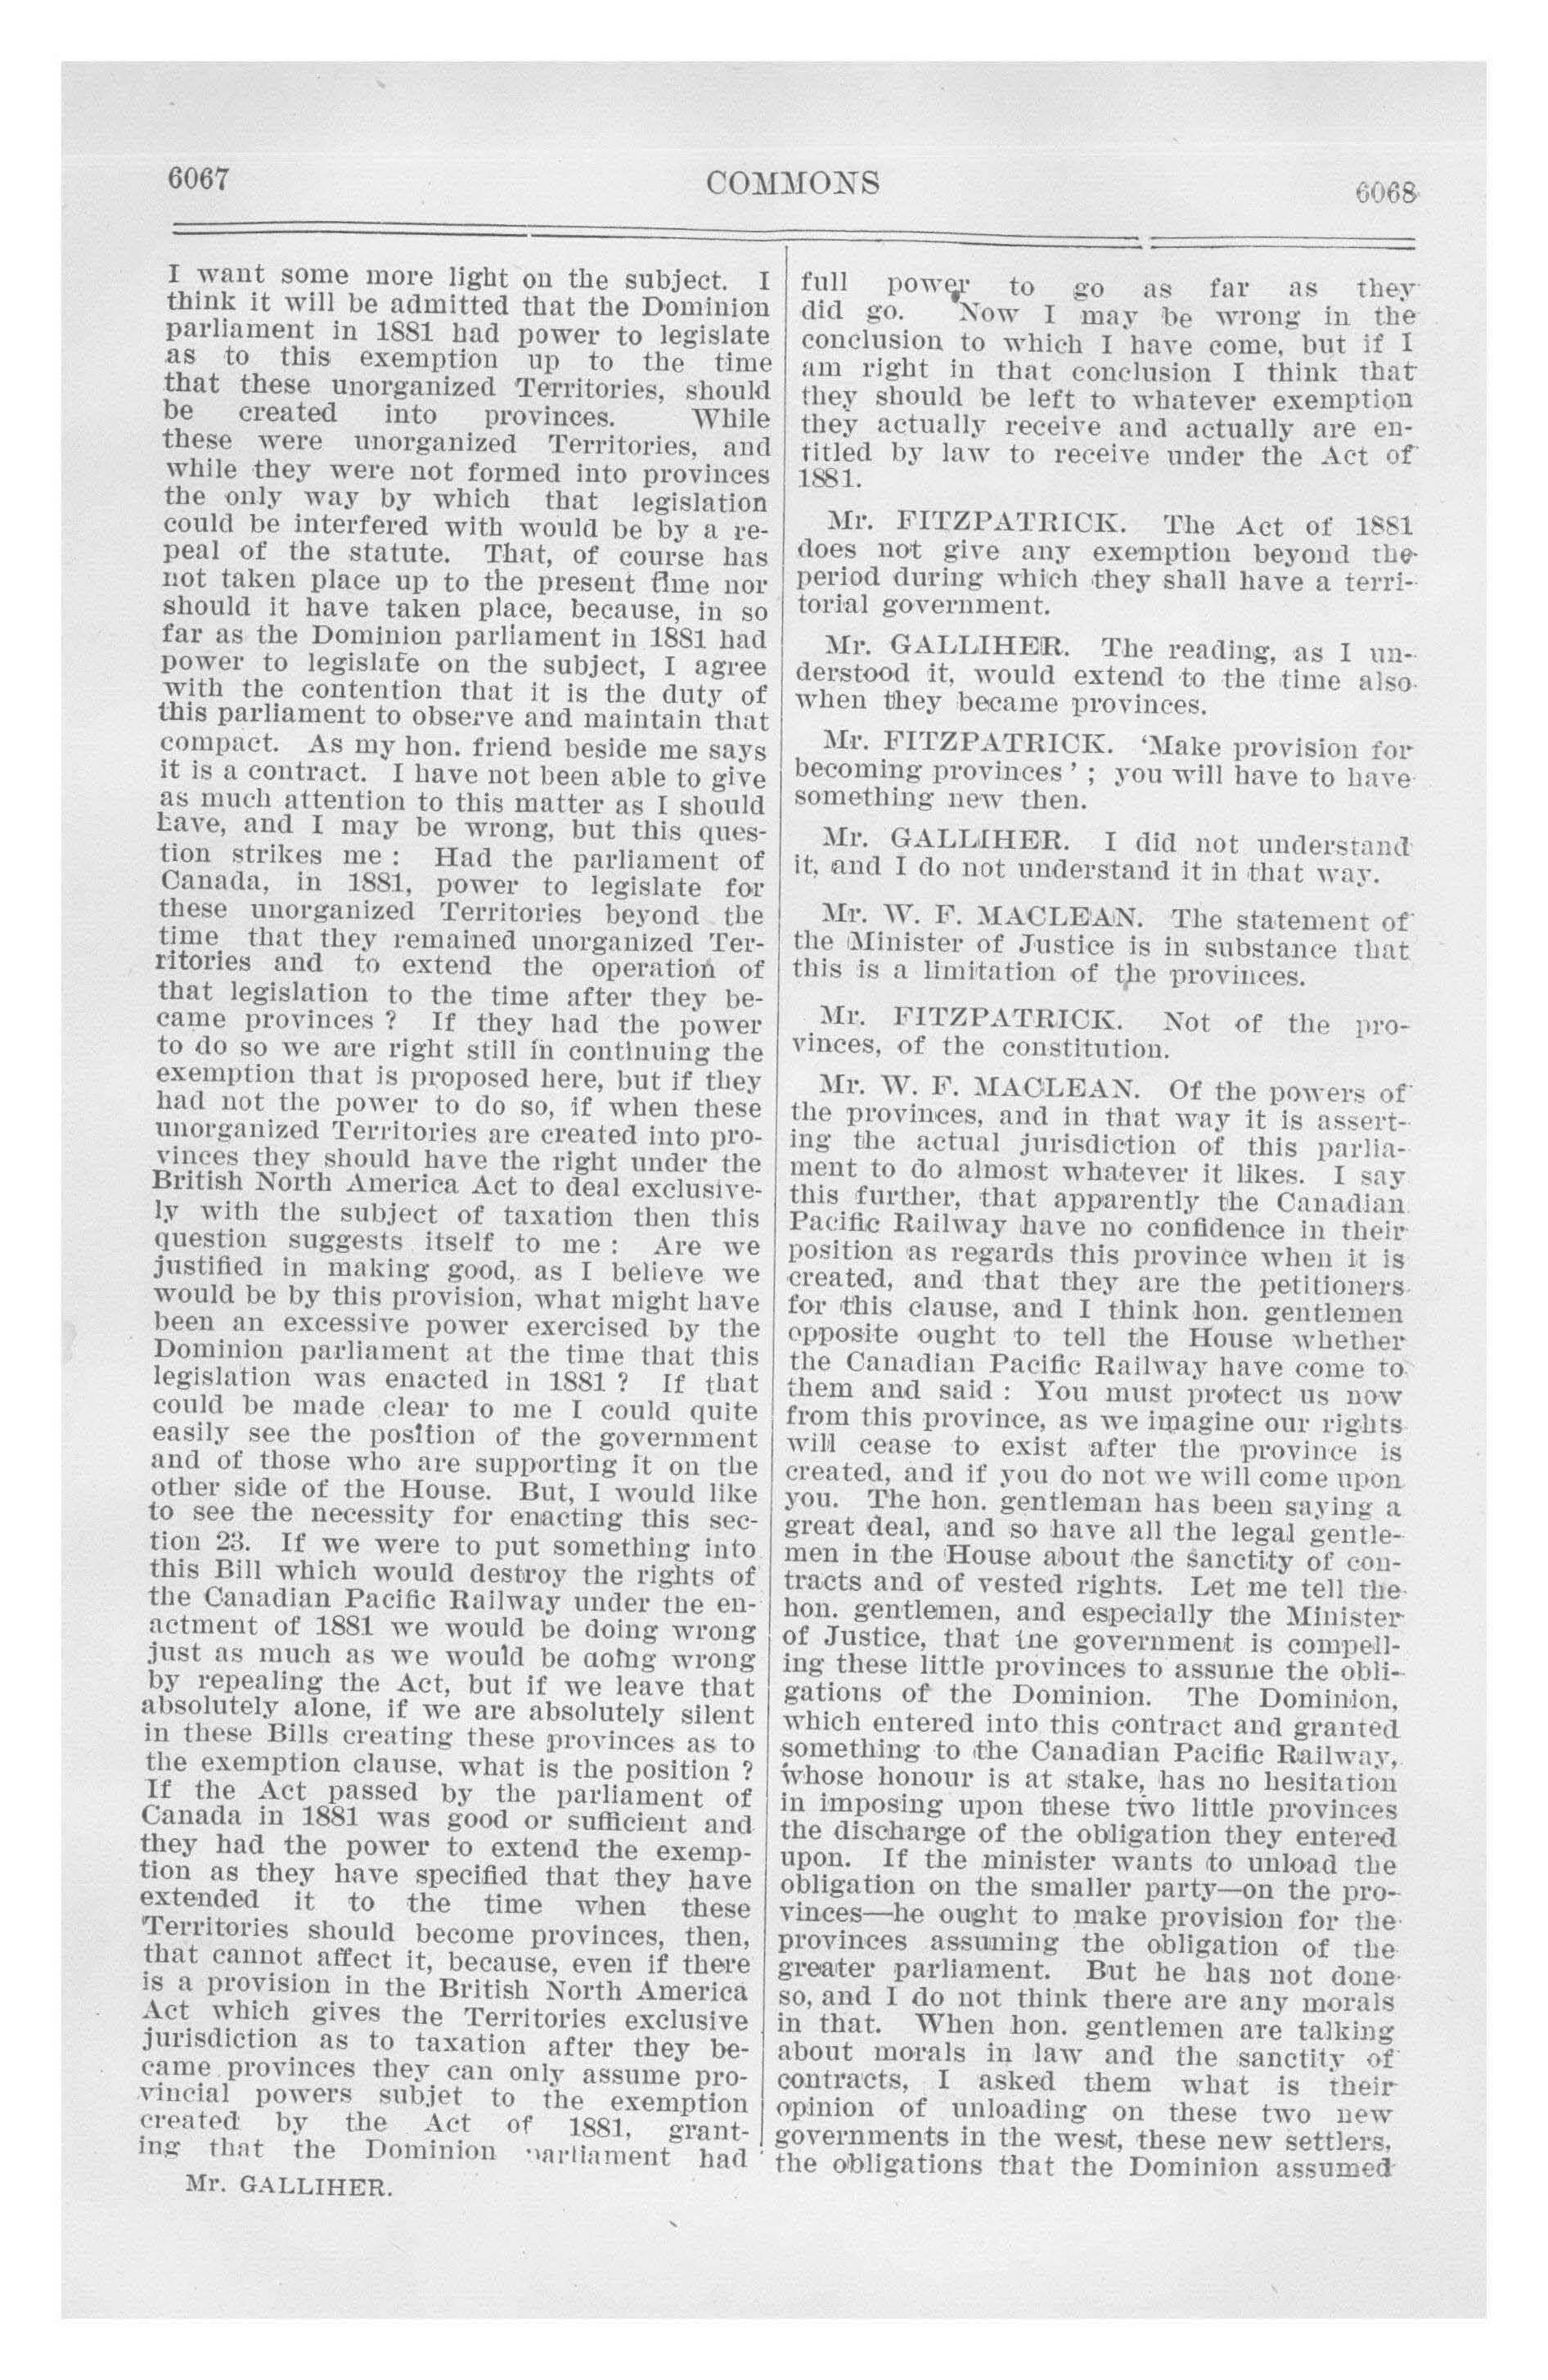 6067
COMMONS
6068
I want some more light on the subject. I
think it will be admitted that the Dominion
parliament in 1881 had power to legislate
as to this exemption up to the time
that these unorganized Territories, should
be created into provinces. While
these were unorganized Territories, and
while they were not formed into provinces
the only way by which that legislation
could be interfered with would be by a re-
peal of the statute. That, of course has
not taken place up to the present time nor
should it have taken place, because, in so
far as the Dominion parliament in 1881 had
power to legislate on the subject, I agree
with the contention that it is the duty of
this parliament to observe and maintain that
compact. As my hon. friend beside me says
it is a contract. I have not been able to give
as much attention to this matter as I should
have, and I may be wrong, but this ques-
tion strikes me : Had the parliament of
Canada, in 1881, power to legislate for
these unorganized Territories beyond the
time that they remained unorganized Ter-
ritories and to extend the operation of
that legislation to the time after they be-
came provinces ? If they had the power
to do so we are right still in continuing the
exemption that is proposed here, but if they
had not the power to do so, if when these
unorganized Territories are created into pro-
vinces they should have the right under the
British North America Act to deal exclusive-
ly with the subject of taxation then this
question suggests itself to me : Are we
justified in making good, as I believe we
would be by this provision, what might have
been an excessive power exercised by the
Dominion parliament at the time that this
legislation was enacted in 1881 ? If that
could be made clear to me I could quite
easily see the position of the government
and of those who are supporting it on the
other side of the House. But, I would like
to see the necessity for enacting this sec-
tion 23. If we were to put something into
this Bill which would destroy the rights of
the Canadian Pacific Railway under the en-
actment of 1881 we would be doing wrong
just as much as we would be doing wrong
by repealing the Act, but if we leave that
absolutely alone, if we are absolutely silent
in these Bills creating these provinces as to
the exemption clause, what is the position ?
If the Act passed by the parliament of
Canada in 1881 was good or sufficient and
they had the power to extend the exemp-
tion as they have specified that they have
extended it to the time when these
Territories should become provinces, then,
that cannot affect it, because, even if there
is a provision in the British North America
Act which gives the Territories exclusive
jurisdiction as to taxation after they be-
came provinces they can only assume pro-
vincial powers subjet to the exemption
created by the Act of 1881, grant-
ing that the Dominion parliament had
Mr. GALLIHER.
full power to go as far as they
did go. Now I may be wrong in the
conclusion to which I have come, but if I
am right in that conclusion I think that
they should be left to whatever exemption
they actually receive and actually are en-
titled by law to receive under the Act of
1881.
Mr. FITZPATRICK. The Act of 1881
does not give any exemption beyond the
period during which they shall have a terri-
torial government.
Mr. GALLIHER. The reading, as I un-
derstood it, would extend to the time also
when they became provinces.
Mr. FITZPATRICK. 'Make provision for
becoming provinces' ; you will have to have
something new then.
Mr. GALLIHER. I did not understand
it, and I do not understand it in that way.
Mr. W. F. MACLEAN. The statement of
the Minister of Justice is in substance that
this is a limitation of the provinces.
Mr. FITZPATRICK. Not of the pro-
vinces, of the constitution.
Mr. W. F. MACLEAN. Of the powers of
the provinces, and in that way it is assert-
ing the actual jurisdiction of this parlia-
ment to do almost whatever it likes. I say
this further, that apparently the Canadian
Pacific Railway have no confidence in their
position as regards this province when it is
created, and that they are the petitioners
for this clause, and I think hon. gentlemen
opposite ought to tell the House whether
the Canadian Pacific Railway have come to
them and said : You must protect us now
from this province, as we imagine our rights
will cease to exist after the province is
created, and if you do not we will come upon
you. The hon. gentleman has been saying a
great deal, and so have all the legal gentle-
men in the House about the sanctity of con-
tracts and of vested rights. Let me tell the
hon. gentlemen, and especially the Minister
of Justice, that the government is compell-
ing these little provinces to assume the obli-
gations of the Dominion. The Dominion,
which entered into this contract and granted
something to the Canadian Pacific Railway,
whose honour is at stake, has no hesitation
in imposing upon these two little provinces
the discharge of the obligation they entered
upon. If the minister wants to unload the
obligation on the smaller party—on the pro-
vinces—he ought to make provision for the
provinces assuming the obligation of the
greater parliament. But he has not done
so, and I do not think there are any morals
in that. When hon. gentlemen are talking
about morals in law and the sanctity of
contracts, I asked them what is their
opinion of unloading on these two new
governments in the west, these new settlers,
the obligations that the Dominion assumed